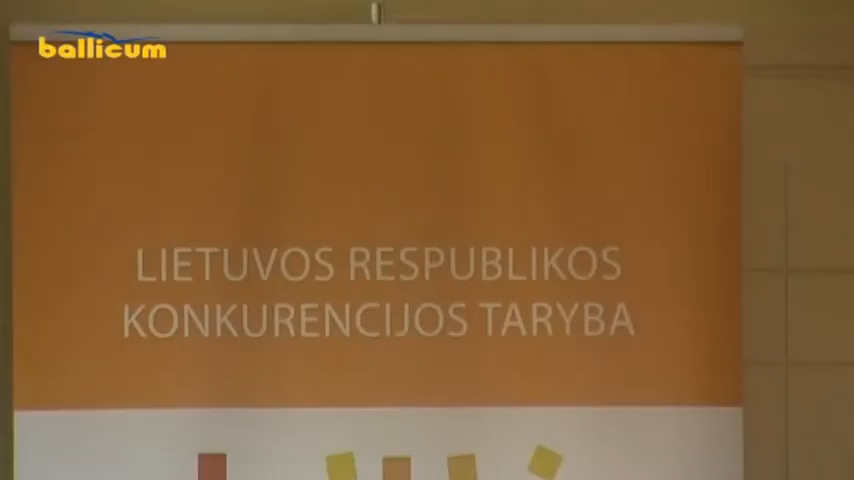 ballicum
LIETUVOS RESPUBLIKOS
KONKURENCIJOS TARYBA